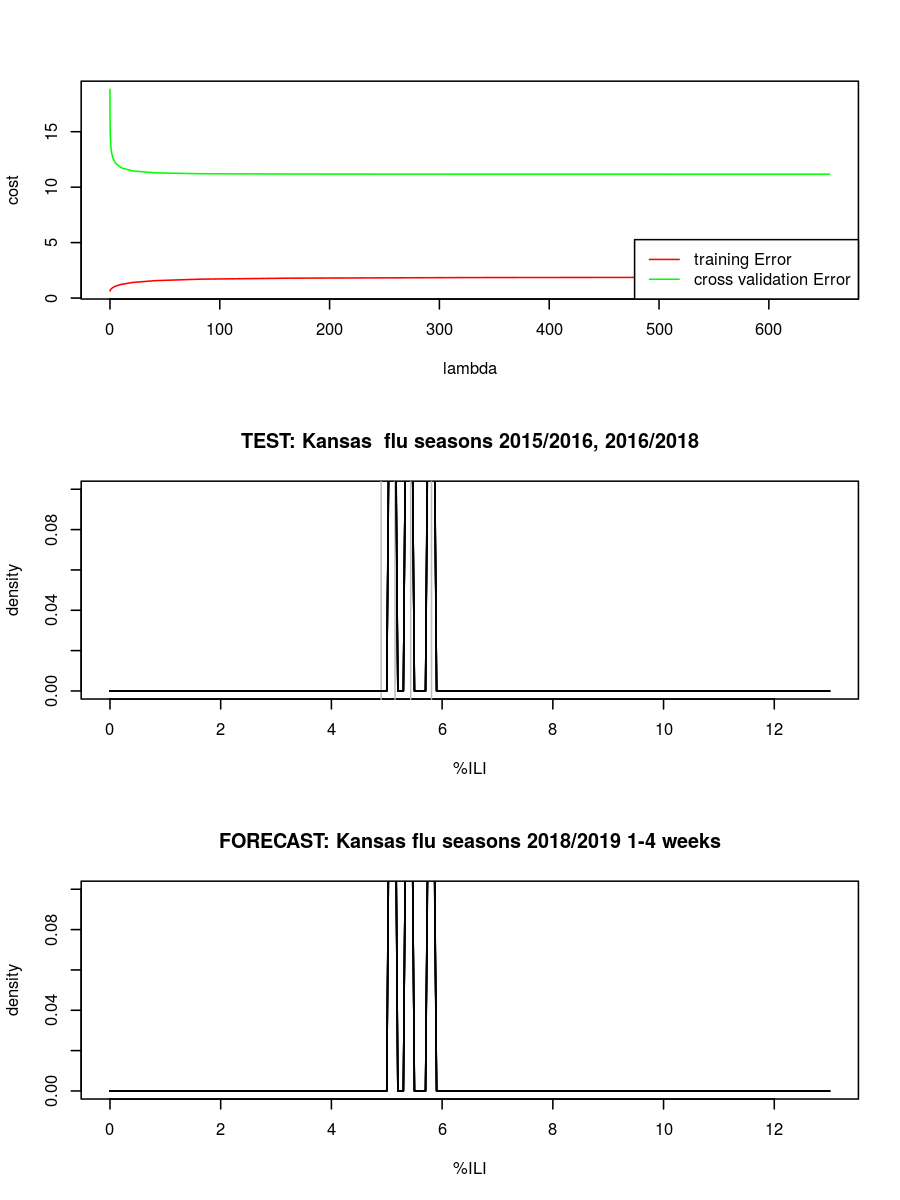 15
10
5
0
cost
training Error
cross validation Error
0 100 200 300 400 500 600
lambda
TEST: Kansas  flu seasons 2015/2016, 2016/2018
0.08
0.04
0.00
density
0 2 4 6 8 10 12
%ILI
FORECAST: Kansas flu seasons 2018/2019 1-4 weeks
0.08
0.04
0.00
density
0 2 4 6 8 10 12
%ILI